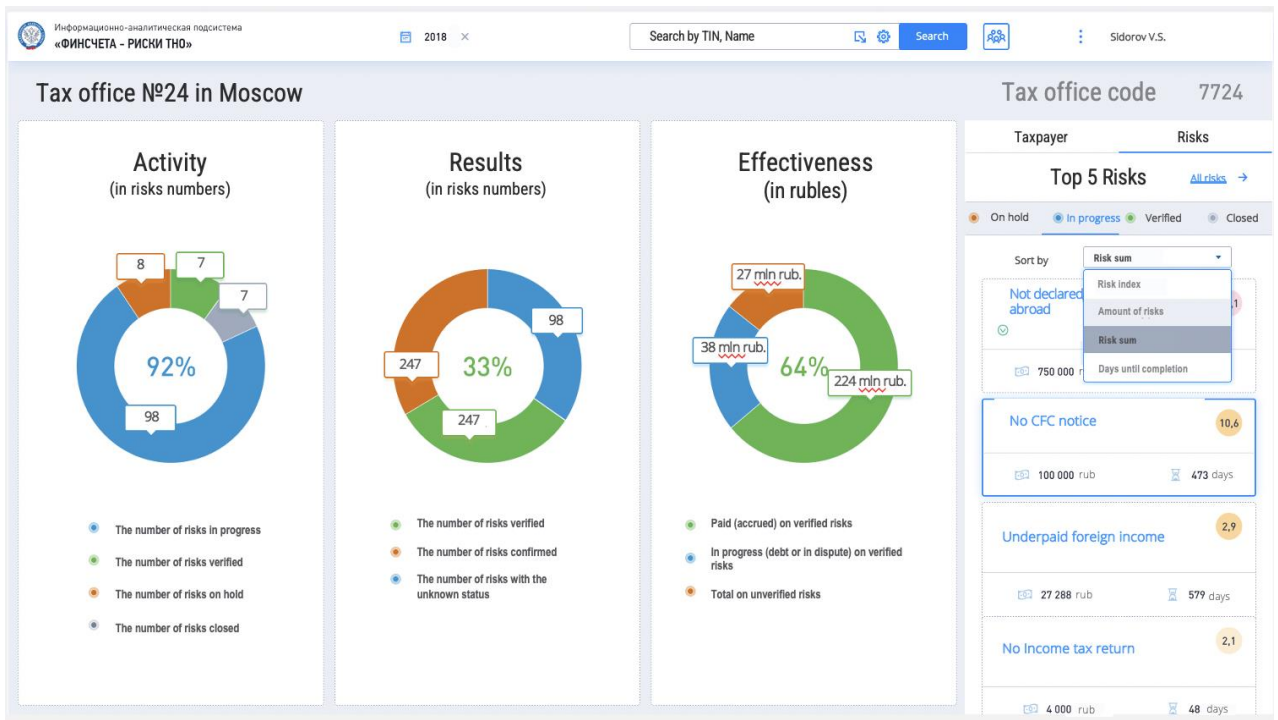 Информационно-аналитическая подсистема
«ФИНСЧЕТА - РИСКИ ТНО»
2018 ×
Search by TIN, Name
Search
Sidorov V.S.
Tax office №24 in Moscow
Tax office code 7724
Activity
(in risks numbers)
8
7
7
92%
98
The number of risks in progress
The number of risks verified
The number of risks on hold
The number of risks closed
Results
(in risks numbers)
98
247
33%
247
The number of risks verified
The number of risks confirmed
The number of risks with the
unknown status
Effectiveness
(in rubles)
27 mln rub.
38 mln rub.
64%
224 mln rub.
Paid (accrued) on verified risks
In progress (debt or in dispute) on verified
risks
Total on unverified risks
Taxpayer Risks
Top 5 Risks All risks →
On hold In progress Verified Closed
Sort by Risk sum
Risk index
Amount of risks
Risk sum
Days until completion
Not declared
abroad
,1
750 000 r
No CFC notice 10,6
100 000 rub 473 days
Underpaid foreign income 2,9
27 288 rub 579 days
No Income tax return 2,1
4 000 rub 48 days